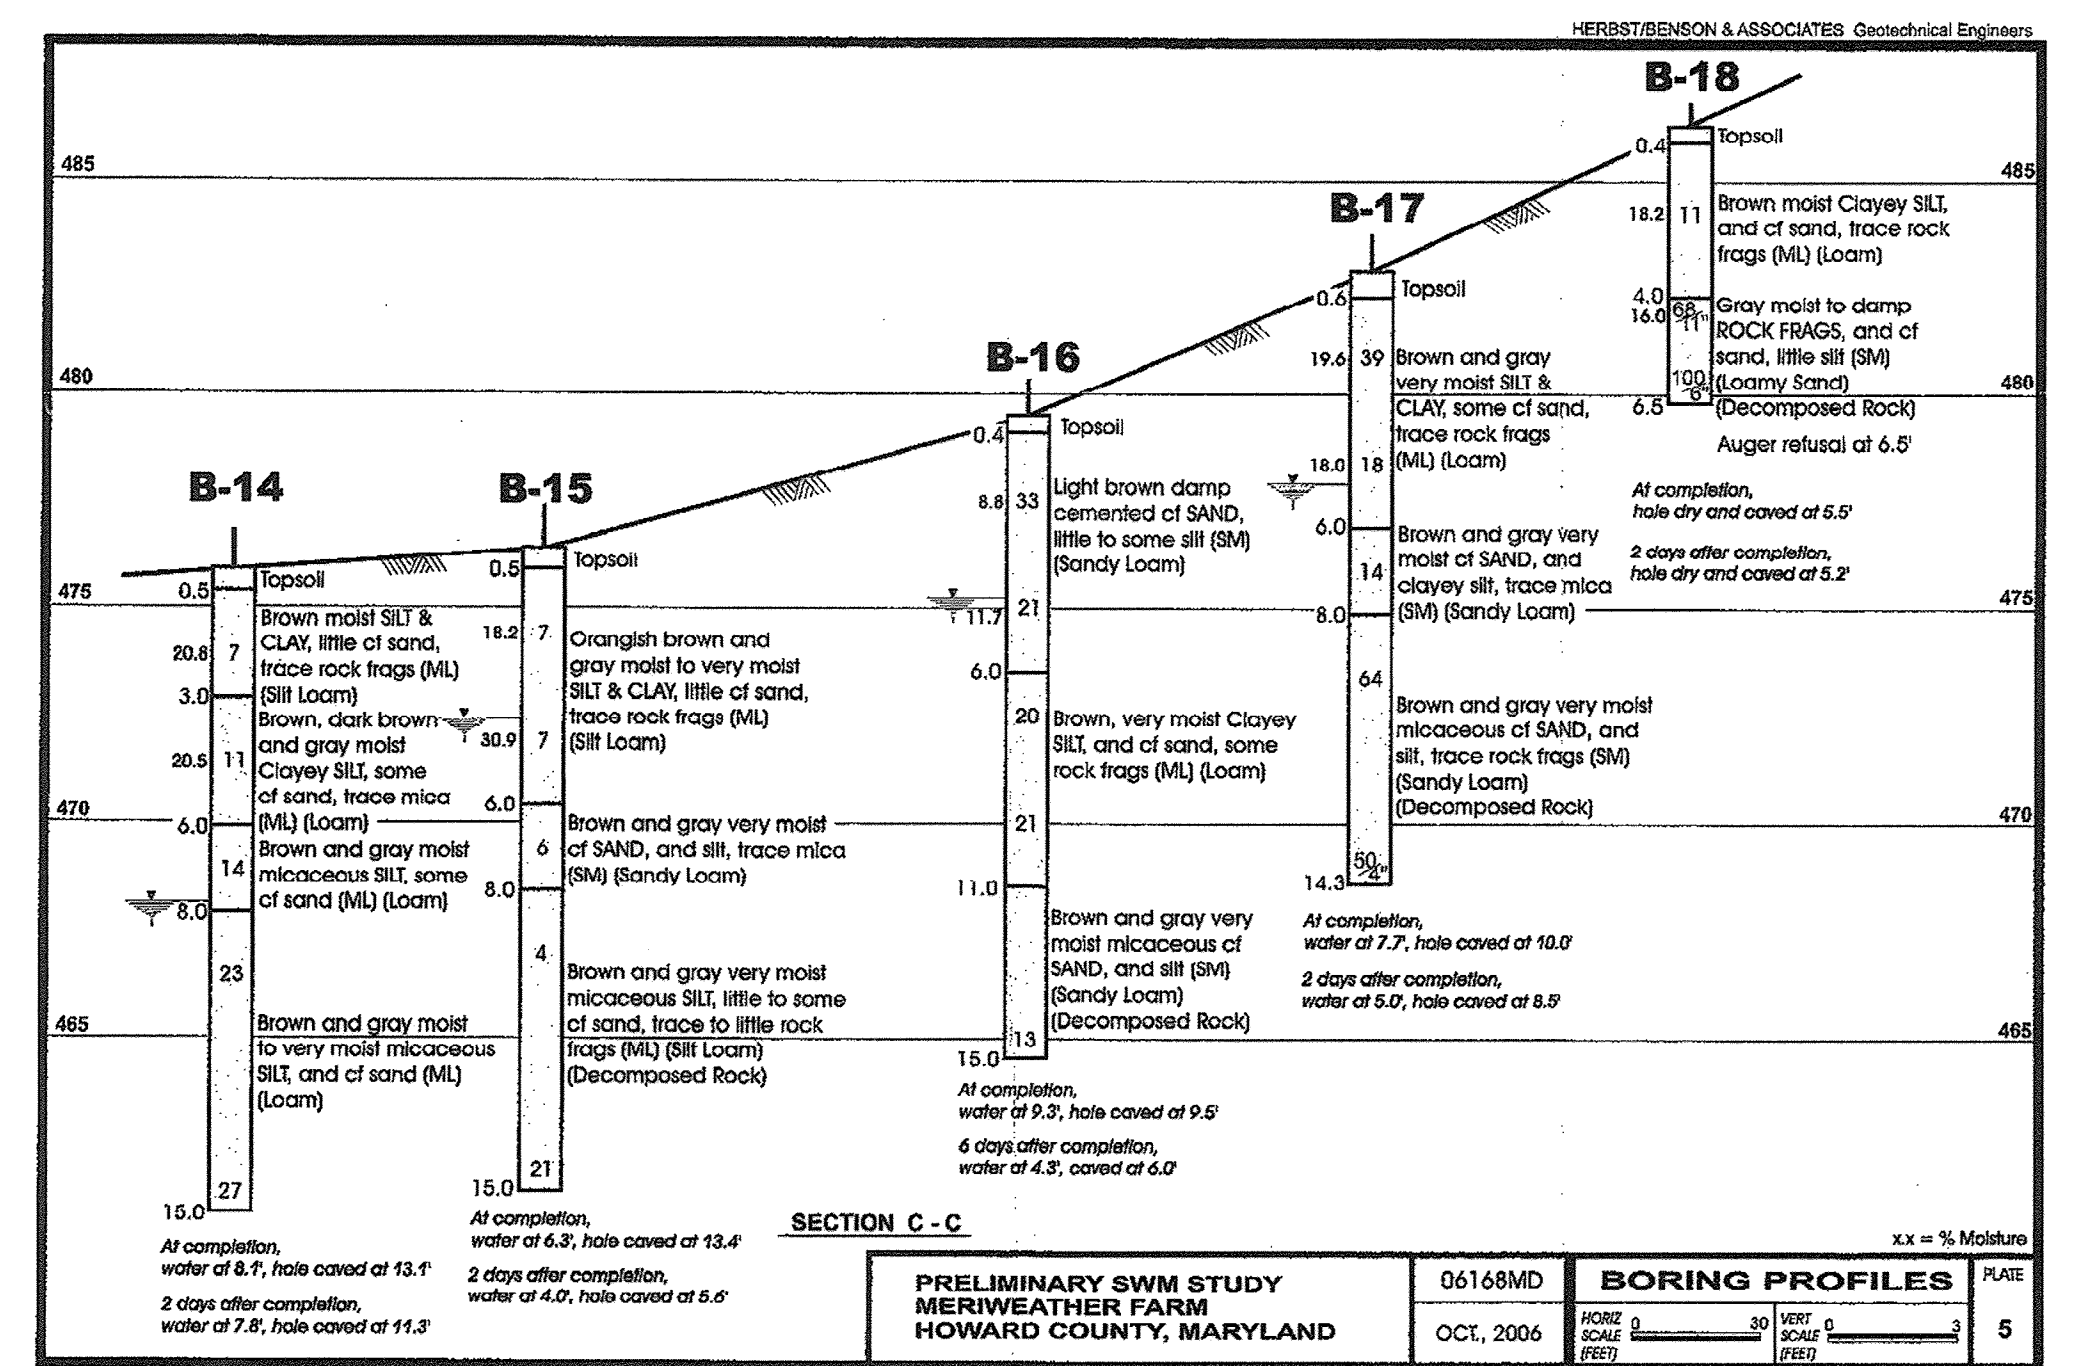 HERBST/BENSON & ASSOCIATES Geotechnical Engineers
B-18
0.4
Topsoil
485
485
18.2
11
Brown moist Clayey SILT,
and cf sand, trace rock
frags (ML) (Loam)
4.0
16.0
68/11"
Gray moist to damp
ROCK FRAGS, and cf
sand, little silt (SM)
(Loamy Sand)
(Decomposed Rock)
100/6"
6.5
Auger refusal at 6.5'
At completion,
hole dry and caved at 5.5'
2 days after completion,
hole dry and caved at 5.2'
B-17
0.6
Topsoil
19.6
39
Brown and gray
very moist SILT &
CLAY, some cf sand,
trace rock frags
(ML) (Loam)
18.0
18
6.0
Brown and gray very
moist cf SAND, and
clayey silt, trace mica
(SM) (Sandy Loam)
14
8.0
64
Brown and gray very moist
micaceous cf SAND, and
silt, trace rock frags (SM)
(Sandy Loam)
(Decomposed Rock)
50/4"
14.3
At completion,
water at 7.7', hole caved at 10.0'
2 days after completion,
water at 5.0', hole caved at 8.5'
480
480
B-16
0.4
Topsoil
8.8
33
Light brown damp
cemented cf SAND,
little to some silt (SM)
(Sandy Loam)
11.7
21
6.0
20
Brown, very moist Clayey
SILT, and cf sand, some
rock frags (ML) (Loam)
21
11.0
Brown and gray very
moist micaceous cf
SAND, and silt (SM)
(Sandy Loam)
(Decomposed Rock)
13
15.0
At completion,
water at 9.3', hole caved at 9.5'
6 days after completion,
water at 4.3', caved at 6.0'
B-15
0.5
Topsoil
18.2
7
Orangish brown and
gray moist to very moist
SILT & CLAY, little cf sand,
trace rock frags (ML)
(Silt Loam)
30.9
7
6.0
Brown and gray very moist
cf SAND, and silt, trace mica
(SM) (Sandy Loam)
6
8.0
4
Brown and gray very moist
micaceous SILT, little to some
cf sand, trace to little rock
frags (ML) (Silt Loam)
(Decomposed Rock)
21
15.0
At completion,
water at 6.3', hole caved at 13.4'
2 days after completion,
water at 4.0', hole caved at 5.6'
B-14
0.5
Topsoil
475
475
20.8
7
Brown moist SILT &
CLAY, little cf sand,
trace rock frags (ML)
(Silt Loam)
3.0
Brown, dark brown
and gray moist
Clayey SILT, some
cf sand, trace mica
(ML) (Loam)
20.5
11
470
470
6.0
Brown and gray moist
micaceous SILT, some
cf sand (ML) (Loam)
14
8.0
23
465
465
Brown and gray moist
to very moist micaceous
SILT, and cf sand (ML)
(Loam)
27
15.0
At completion,
water at 8.1', hole caved at 13.1'
2 days after completion,
water at 7.8', hole caved at 11.3'
SECTION C - C
x.x = % Moisture
PRELIMINARY SWM STUDY
MERIWEATHER FARM
HOWARD COUNTY, MARYLAND
06168MD
OCT., 2006
BORING PROFILES
HORIZ SCALE (FEET) 0 30
VERT SCALE (FEET) 0 3
PLATE
5